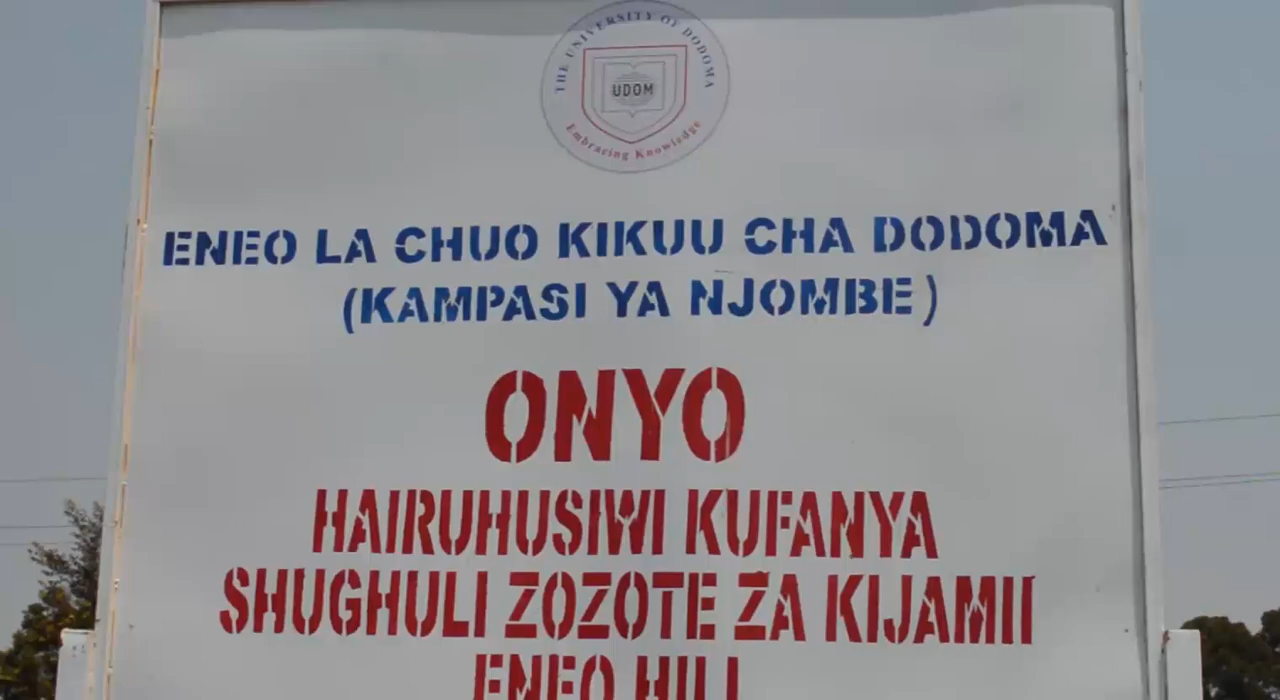 THE UNIVERSITY OF DODOMA
UDOM
Embracing Knowledge
ENEO LA CHUO KIKUU CHA DODOMA
(KAMPASI YA NJOMBE)
ONYO
HAIRUHUSIWI KUFANYA
SHUGHULI ZOZOTE ZA KIJAMII
ENEO HILI